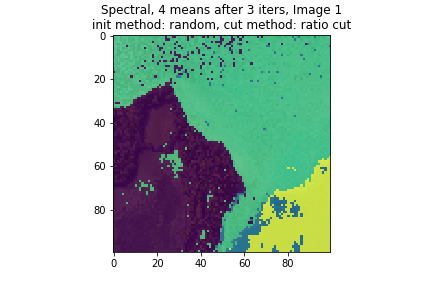 Spectral, 4 means after 3 iters, Image 1
init method: random, cut method: ratio cut
0
20
40
60
80
0 20 40 60 80